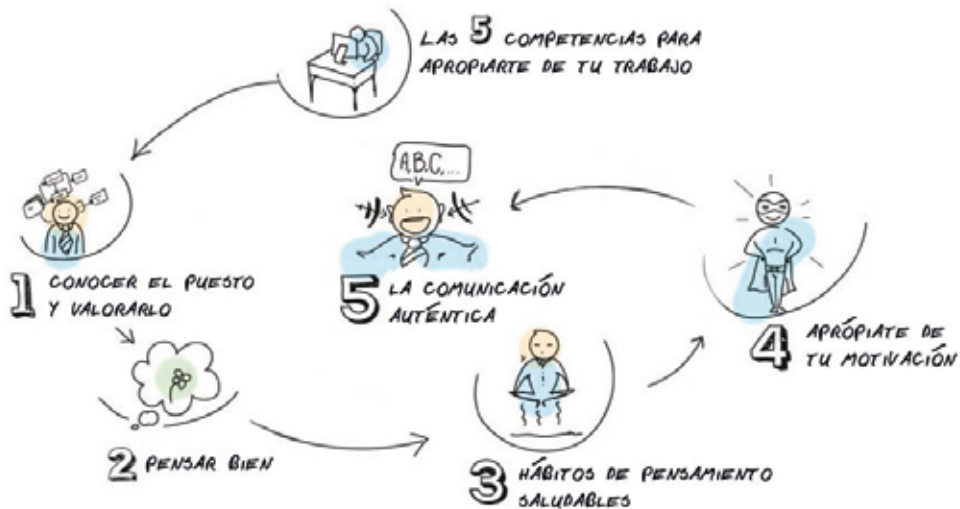 LAS 5 COMPETENCIAS PARA
APROPIARTE DE TU TRABAJO
1 CONOCER EL PUESTO
Y VALORARLO
2 PENSAR BIEN
3 HÁBITOS DE PENSAMIENTO
SALUDABLES
4 APRÓPIATE DE
TU MOTIVACIÓN
A,B,C,...
5 LA COMUNICACIÓN
AUTÉNTICA